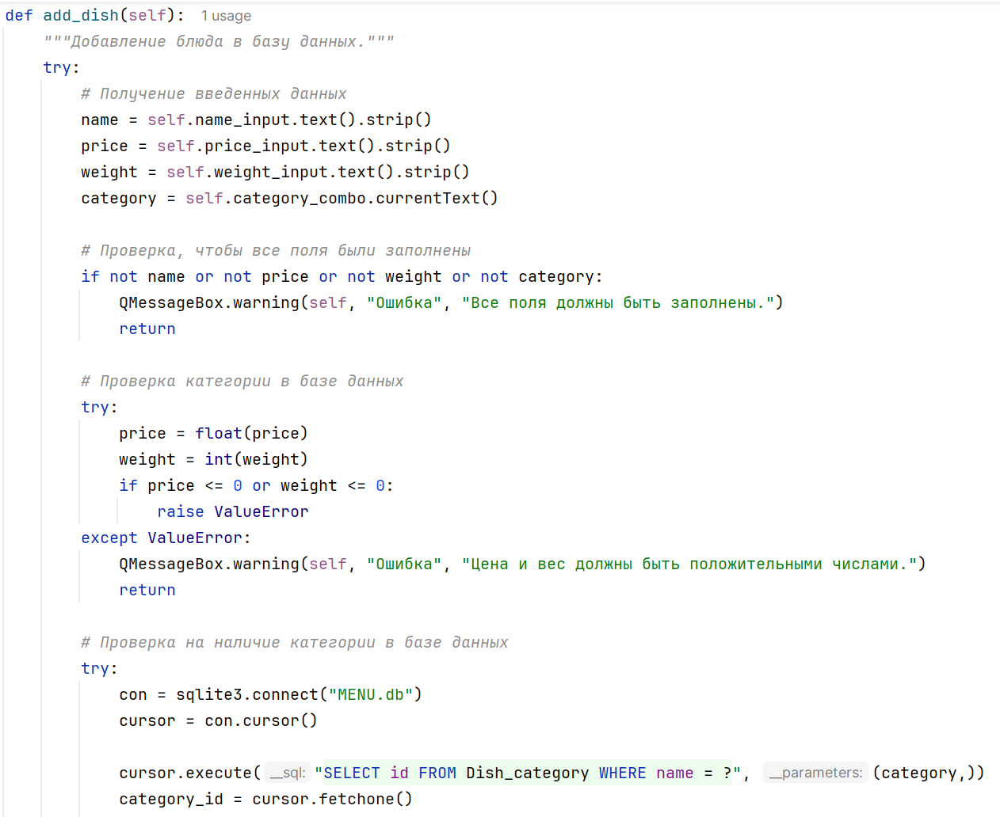 def add_dish(self): 1 usage
    """Добавление блюда в базу данных."""
    try:
        # Получение введенных данных
        name = self.name_input.text().strip()
        price = self.price_input.text().strip()
        weight = self.weight_input.text().strip()
        category = self.category_combo.currentText()

        # Проверка, чтобы все поля были заполнены
        if not name or not price or not weight or not category:
            QMessageBox.warning(self, "Ошибка", "Все поля должны быть заполнены.")
            return

        # Проверка категории в базе данных
        try:
            price = float(price)
            weight = int(weight)
            if price <= 0 or weight <= 0:
                raise ValueError
        except ValueError:
            QMessageBox.warning(self, "Ошибка", "Цена и вес должны быть положительными числами.")
            return

        # Проверка на наличие категории в базе данных
        try:
            con = sqlite3.connect("MENU.db")
            cursor = con.cursor()

            cursor.execute( __sql: "SELECT id FROM Dish_category WHERE name = ?", __parameters: (category,))
            category_id = cursor.fetchone()